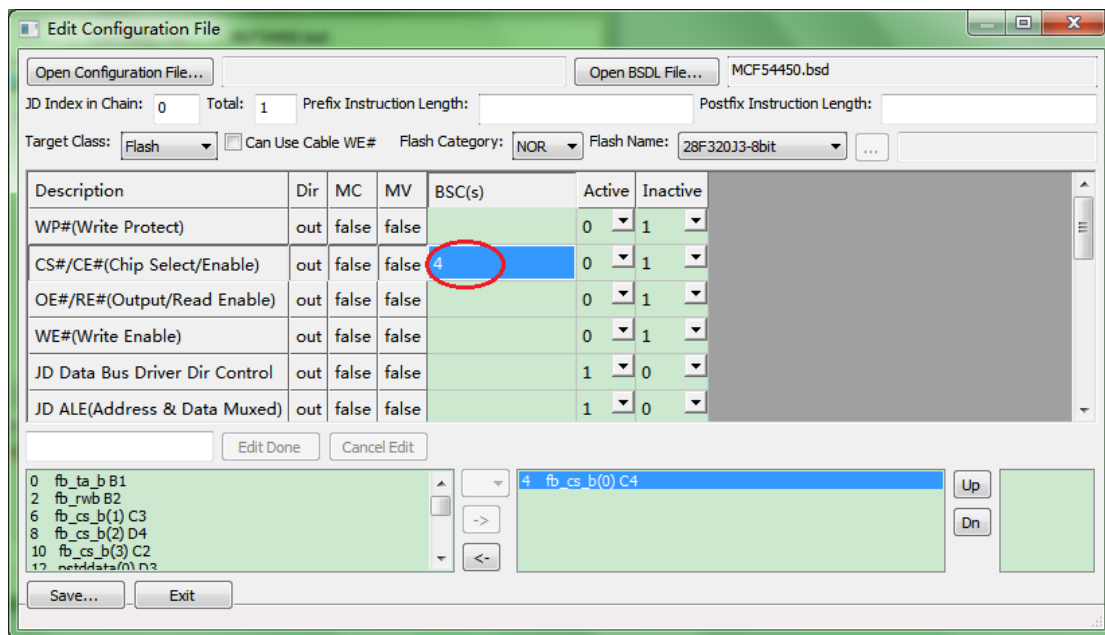 Edit Configuration File
Open Configuration File... Open BSDL File... MCF54450.bsd
JD Index in Chain: 0 Total: 1 Prefix Instruction Length: Postfix Instruction Length:
Target Class: Flash Can Use Cable WE# Flash Category: NOR Flash Name: 28F320J3-8bit ...
Description Dir MC MV BSC(s) Active Inactive
WP#(Write Protect) out false false 0 1
CS#/CE#(Chip Select/Enable) out false false 4 0 1
OE#/RE#(Output/Read Enable) out false false 0 1
WE#(Write Enable) out false false 0 1
JD Data Bus Driver Dir Control out false false 1 0
JD ALE(Address & Data Muxed) out false false 1 0
Edit Done Cancel Edit
0 fb_ta_b B1
2 fb_rwb B2
6 fb_cs_b(1) C3
8 fb_cs_b(2) D4
10 fb_cs_b(3) C2
12 pstddata(0) D3
->
<-
4 fb_cs_b(0) C4
Up
Dn
Save... Exit